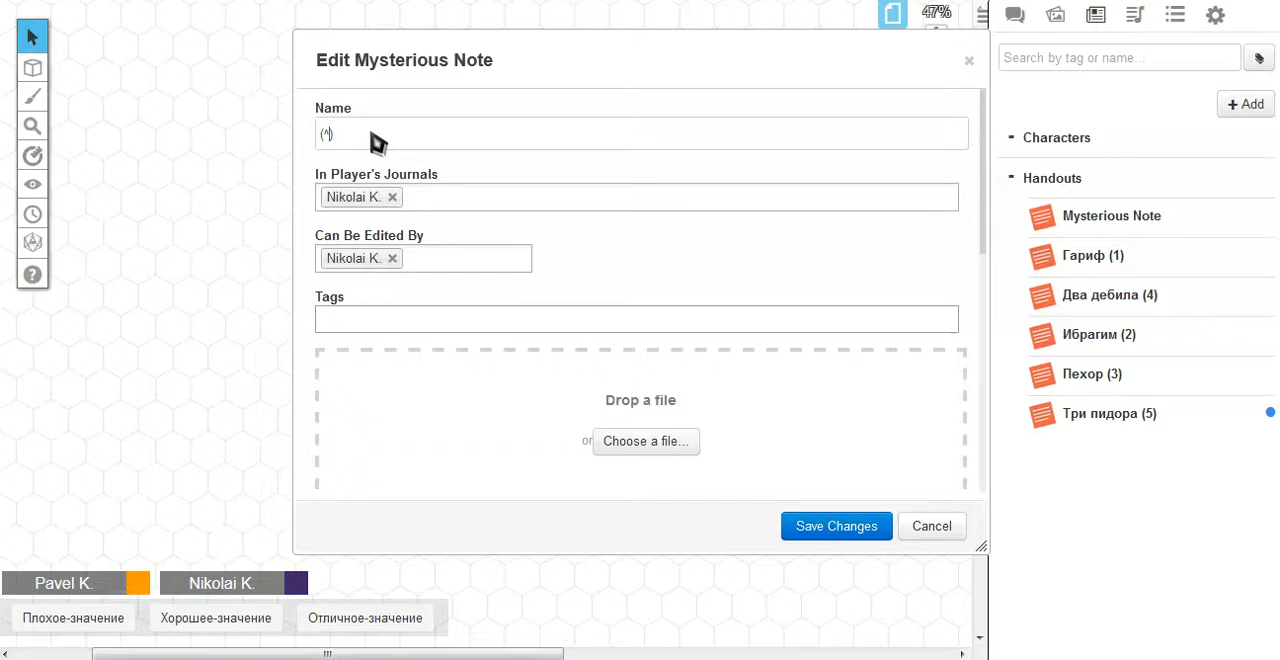 47%
Edit Mysterious Note
×
Name
(^)
In Player's Journals
Nikolai K. ×
Can Be Edited By
Nikolai K. ×
Tags
Drop a file
or Choose a file...
Save Changes Cancel
Search by tag or name...
+ Add
Characters
Handouts
Mysterious Note
Гариф (1)
Два дебила (4)
Ибрагим (2)
Пехор (3)
Три пидора (5)
Pavel K. Nikolai K.
Плохое-значение Хорошее-значение Отличное-значение